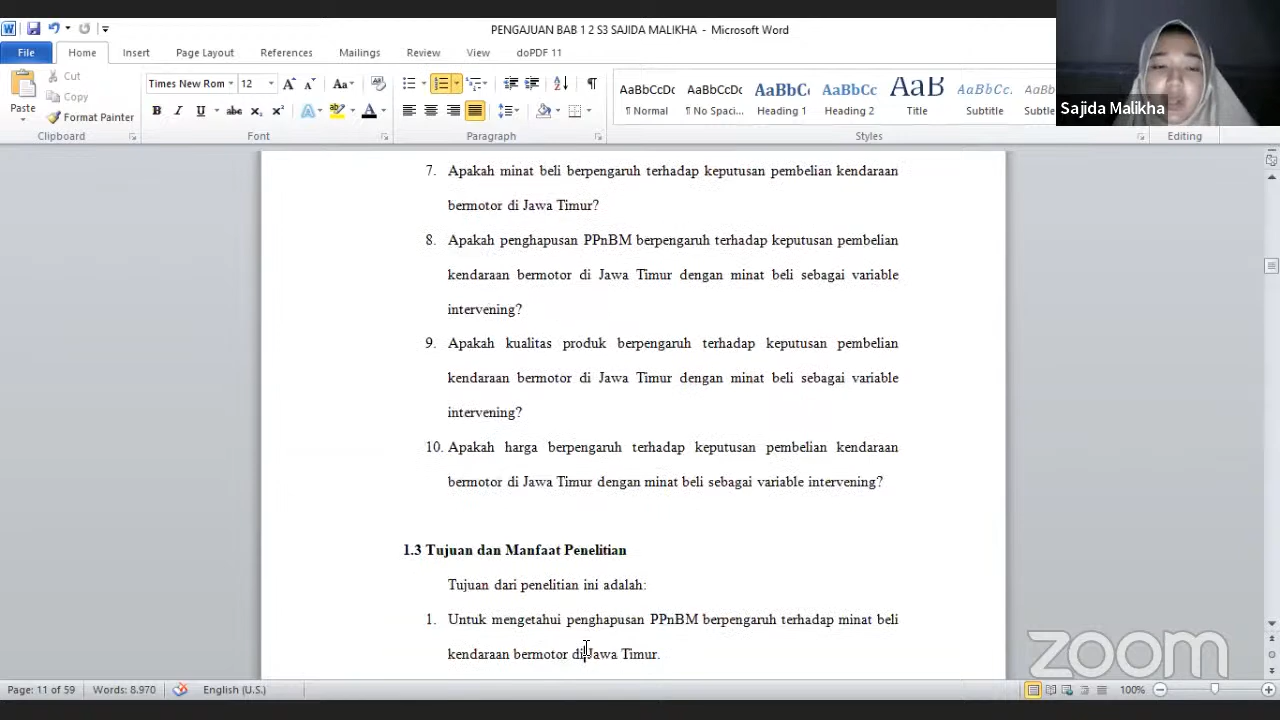 PENGAJUAN BAB 1 2 S3 SAJIDA MALIKHA - Microsoft Word
File Home Insert Page Layout References Mailings Review View doPDF 11
Cut
Copy
Format Painter
Paste
Times New Rom 12
AaBbCcDc AaBbCcDc AaBbCc AaBbCc AaB AaBbCc. AaBbC
¶ Normal ¶ No Spaci... Heading 1 Heading 2 Title Subtitle Subtle
Clipboard Font Paragraph Styles Editing
Sajida Malikha
7. Apakah minat beli berpengaruh terhadap keputusan pembelian kendaraan
bermotor di Jawa Timur?
8. Apakah penghapusan PPnBM berpengaruh terhadap keputusan pembelian
kendaraan bermotor di Jawa Timur dengan minat beli sebagai variable
intervening?
9. Apakah kualitas produk berpengaruh terhadap keputusan pembelian
kendaraan bermotor di Jawa Timur dengan minat beli sebagai variable
intervening?
10. Apakah harga berpengaruh terhadap keputusan pembelian kendaraan
bermotor di Jawa Timur dengan minat beli sebagai variable intervening?
1.3 Tujuan dan Manfaat Penelitian
Tujuan dari penelitian ini adalah:
1. Untuk mengetahui penghapusan PPnBM berpengaruh terhadap minat beli
kendaraan bermotor di Jawa Timur.
zoom
Page: 11 of 59 Words: 8.970 English (U.S.) 100%